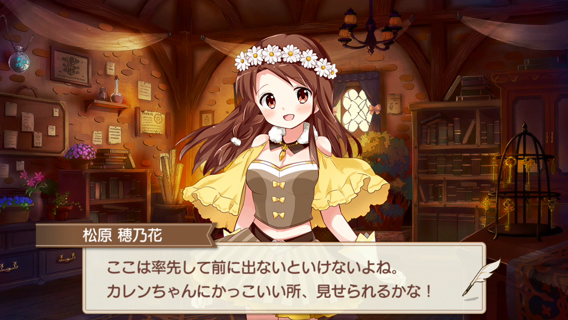 松原 穂乃花
ここは率先して前に出ないといけないよね。
カレンちゃんにかっこいい所、見せられるかな！